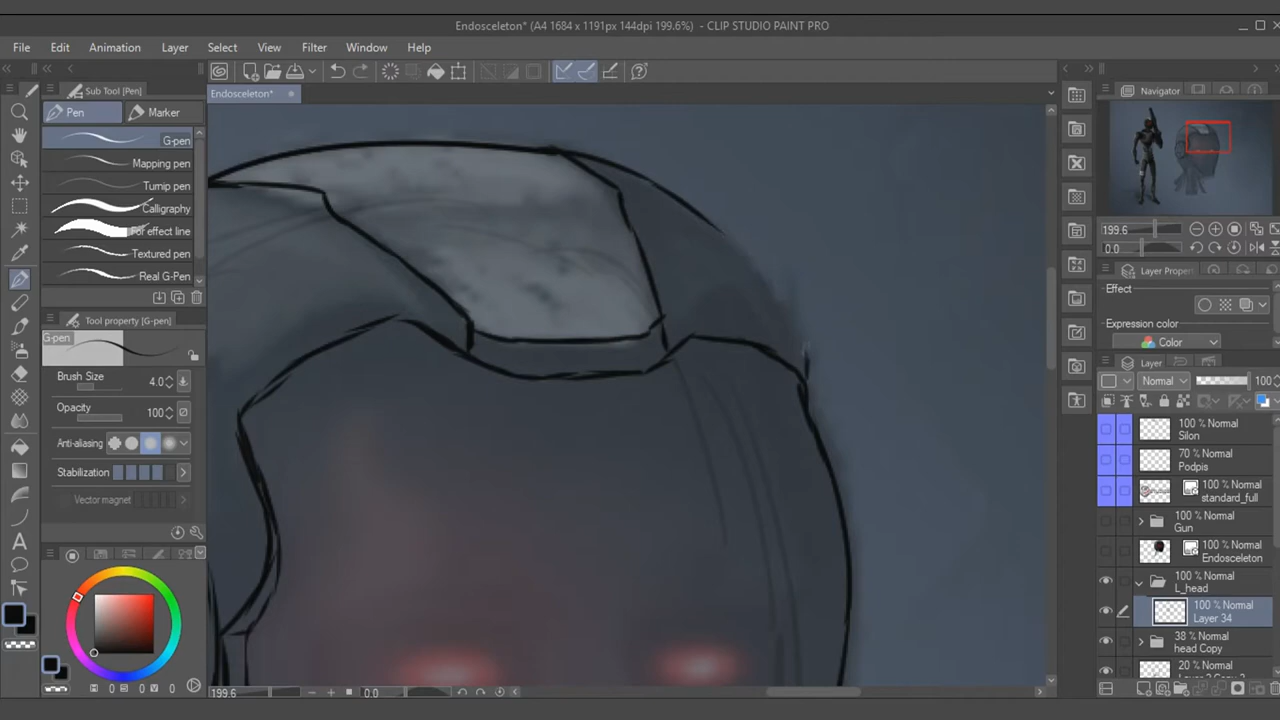 Endosceleton* (A4 1684 x 1191px 144dpi 199.6%) - CLIP STUDIO PAINT PRO
File Edit Animation Layer Select View Filter Window Help
Sub Tool [Pen]
Endosceleton*
Navigator
Pen Marker
G-pen
Mapping pen
Turnip pen
Calligraphy
For effect line
Textured pen
Real G-Pen
199.6
0.0
Layer Prope
Effect
Tool property [G-pen]
G-pen
Expression color
Color
Layer
Brush Size 4.0
Normal 100
Opacity 100
Anti-aliasing
Stabilization
Vector magnet
100 % Normal
Silon
70 % Normal
Podpis
100 % Normal
standard_full
100 % Normal
Gun
100 % Normal
Endosceleton
100 % Normal
L_head
100 % Normal
Layer 34
38 % Normal
head Copy
20 % Normal
H 0 S 0 V 0
199.6 0.0